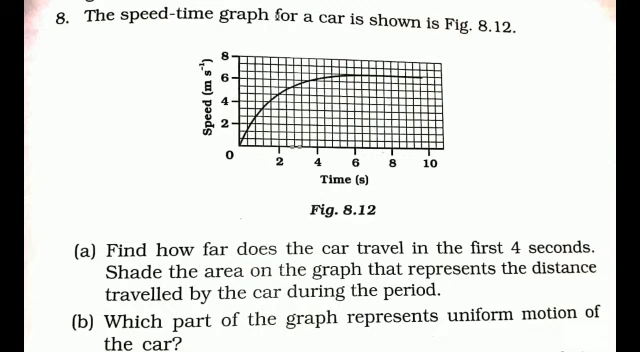 8. The speed-time graph for a car is shown is Fig. 8.12.
8
6
4
2
0
Speed (m s⁻¹)
2 4 6 8 10
Time (s)
Fig. 8.12
(a) Find how far does the car travel in the first 4 seconds.
Shade the area on the graph that represents the distance
travelled by the car during the period.
(b) Which part of the graph represents uniform motion of
the car?